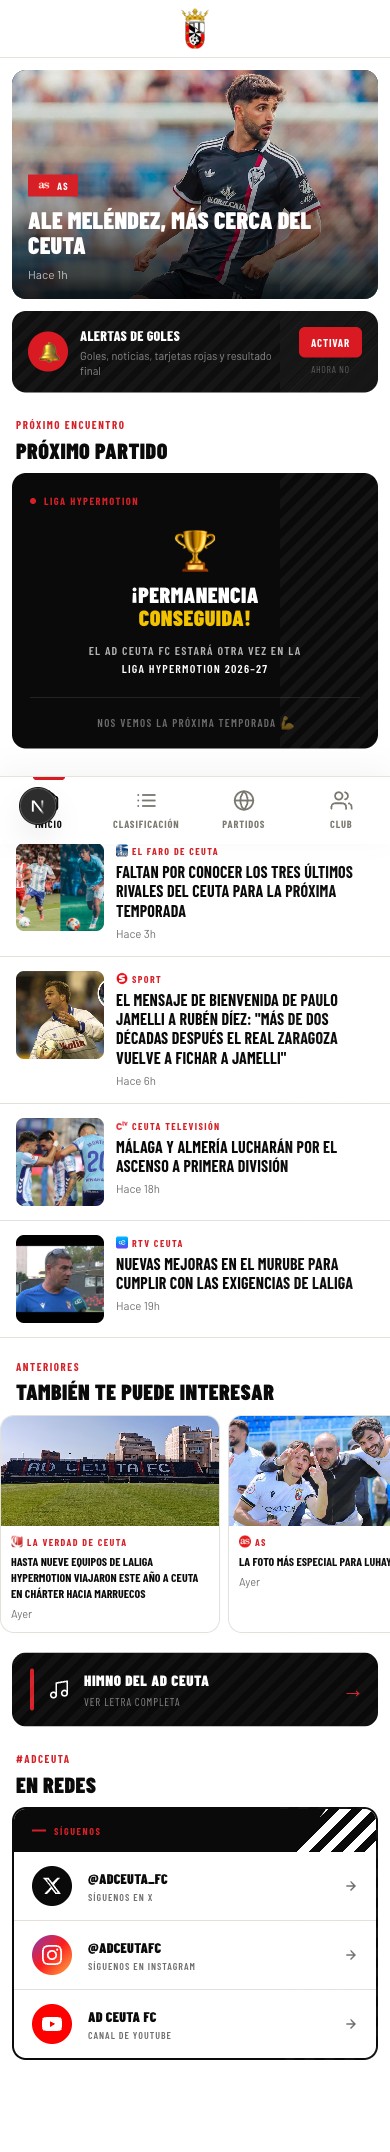 as AS
ALE MELÉNDEZ, MÁS CERCA DEL
CEUTA
Hace 1h
ALERTAS DE GOLES
Goles, noticias, tarjetas rojas y resultado
final
ACTIVAR
AHORA NO
PRÓXIMO ENCUENTRO
PRÓXIMO PARTIDO
LIGA HYPERMOTION
¡PERMANENCIA
CONSEGUIDA!
EL AD CEUTA FC ESTARÁ OTRA VEZ EN LA
LIGA HYPERMOTION 2026-27
NOS VEMOS LA PRÓXIMA TEMPORADA 💪
N
INICIO
CLASIFICACIÓN
PARTIDOS
CLUB
EL FARO DE CEUTA
FALTAN POR CONOCER LOS TRES ÚLTIMOS
RIVALES DEL CEUTA PARA LA PRÓXIMA
TEMPORADA
Hace 3h
SPORT
EL MENSAJE DE BIENVENIDA DE PAULO
JAMELLI A RUBÉN DÍEZ: "MÁS DE DOS
DÉCADAS DESPUÉS EL REAL ZARAGOZA
VUELVE A FICHAR A JAMELLI"
Hace 6h
CEUTA TELEVISIÓN
MÁLAGA Y ALMERÍA LUCHARÁN POR EL
ASCENSO A PRIMERA DIVISIÓN
Hace 18h
RTV CEUTA
NUEVAS MEJORAS EN EL MURUBE PARA
CUMPLIR CON LAS EXIGENCIAS DE LALIGA
Hace 19h
ANTERIORES
TAMBIÉN TE PUEDE INTERESAR
AD CEUTA FC
LA VERDAD DE CEUTA
HASTA NUEVE EQUIPOS DE LALIGA
HYPERMOTION VIAJARON ESTE AÑO A CEUTA
EN CHÁRTER HACIA MARRUECOS
Ayer
as AS
LA FOTO MÁS ESPECIAL PARA LUHAY
Ayer
HIMNO DEL AD CEUTA
VER LETRA COMPLETA
→
#ADCEUTA
EN REDES
SÍGUENOS
@ADCEUTA_FC
SÍGUENOS EN X
@ADCEUTAFC
SÍGUENOS EN INSTAGRAM
AD CEUTA FC
CANAL DE YOUTUBE